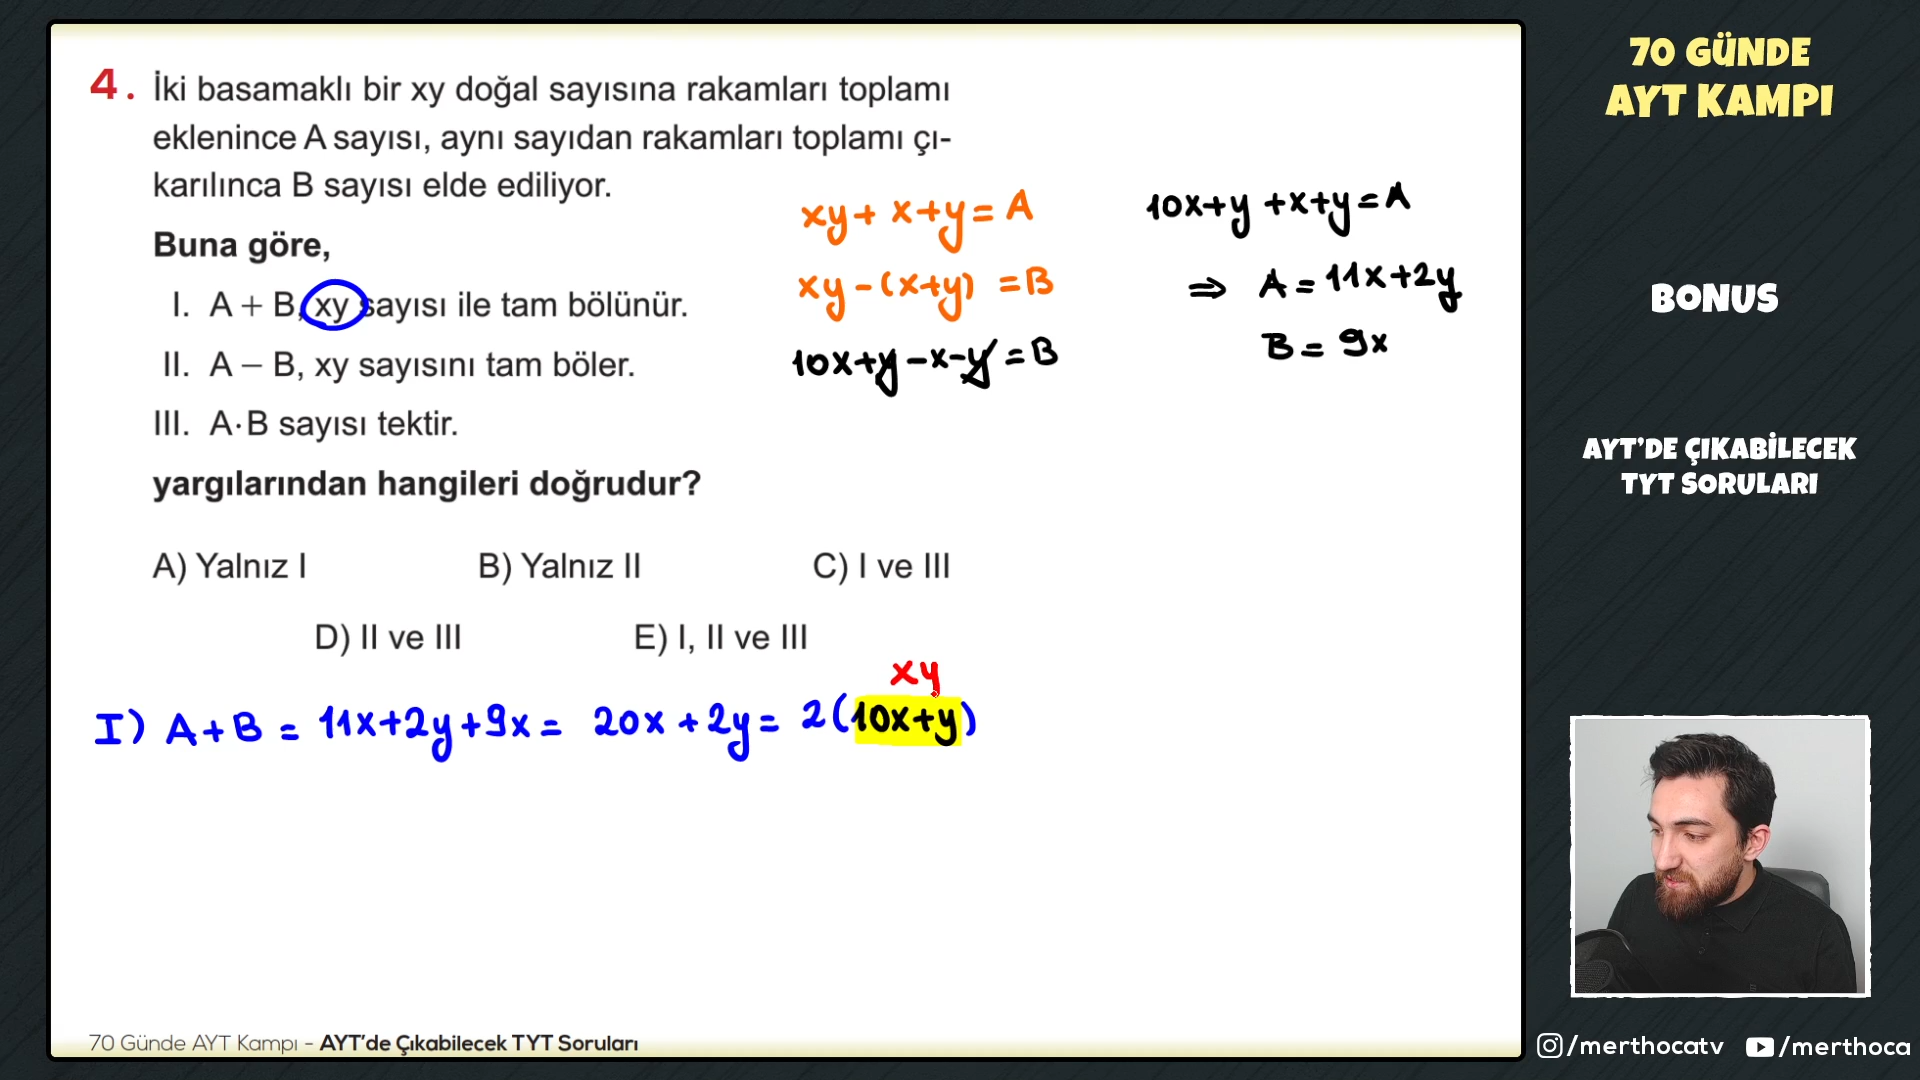 4. İki basamaklı bir xy doğal sayısına rakamları toplamı
eklenince A sayısı, aynı sayıdan rakamları toplamı çı-
karılınca B sayısı elde ediliyor.
Buna göre,
I. A + B, xy sayısı ile tam bölünür.
II. A – B, xy sayısını tam böler.
III. A·B sayısı tektir.
yargılarından hangileri doğrudur?
A) Yalnız I B) Yalnız II C) I ve III
D) II ve III E) I, II ve III
xy + x+y = A
xy - (x+y) = B
10x+y-x-y = B
10x+y +x+y=A
⇒ A = 11x+2y
B = 9x
xy
I) A+B = 11x+2y+9x = 20x+2y = 2(10x+y)
70 Günde AYT Kampı - AYT'de Çıkabilecek TYT Soruları
70 GÜNDE
AYT KAMPI
BONUS
AYT'DE ÇIKABİLECEK
TYT SORULARI
/merthocatv /merthoca